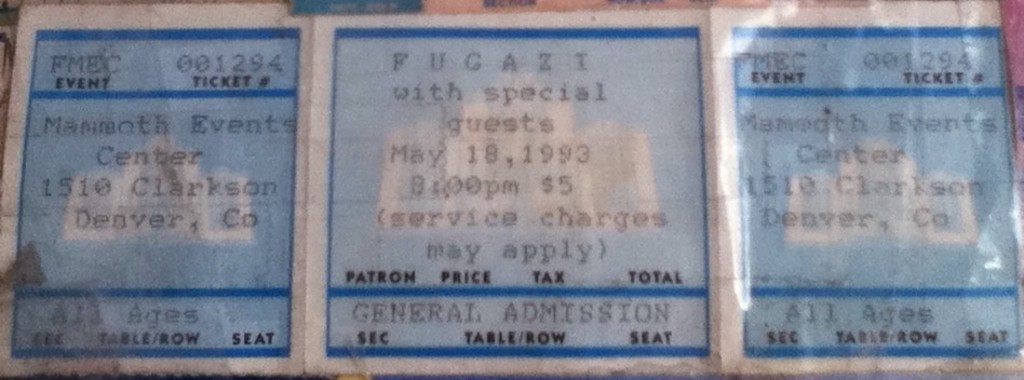 FMEC 001294
EVENT TICKET #
Mammoth Events
Center
1510 Clarkson
Denver, Co
All Ages
SEC TABLE/ROW SEAT
F U G A Z I
with special
guests
May 18,1993
8:00pm $5
(service charges
may apply)
PATRON PRICE TAX TOTAL
GENERAL ADMISSION
SEC TABLE/ROW SEAT
FMEC 001294
EVENT TICKET #
Mammoth Events
Center
1510 Clarkson
Denver, Co
All Ages
SEC TABLE/ROW SEAT